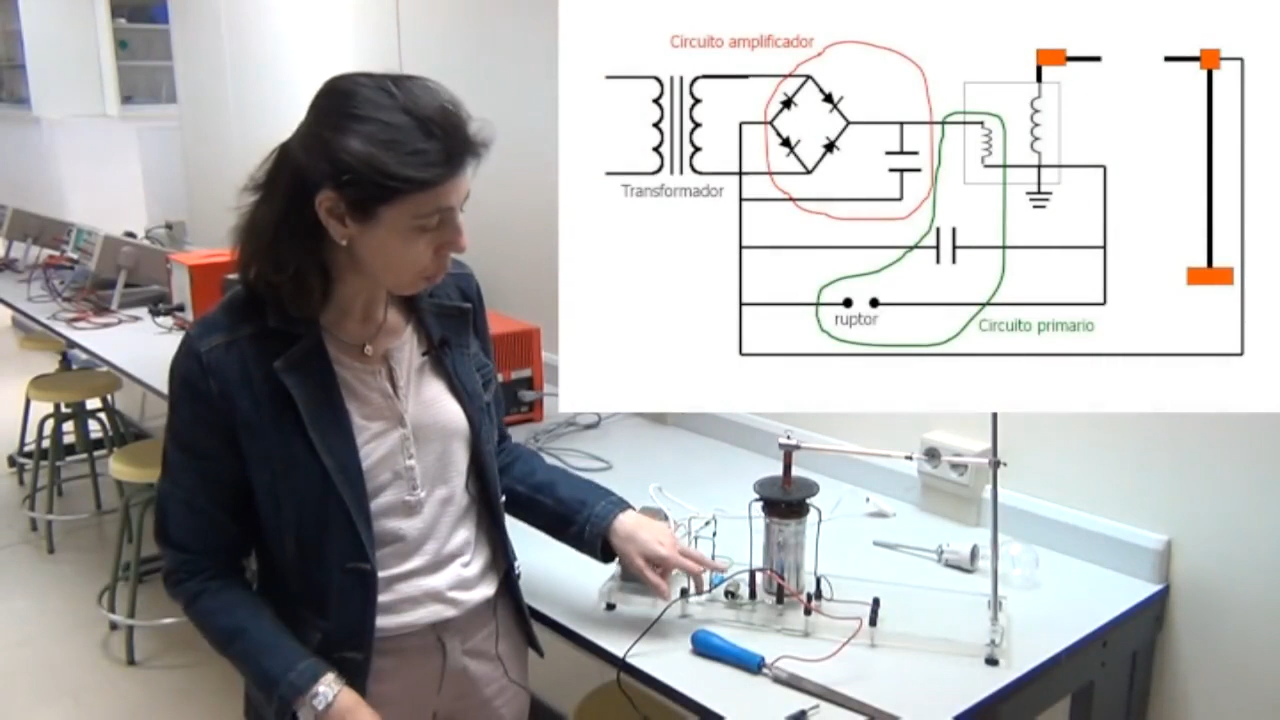 Circuito amplificador
Transformador
ruptor
Circuito primario